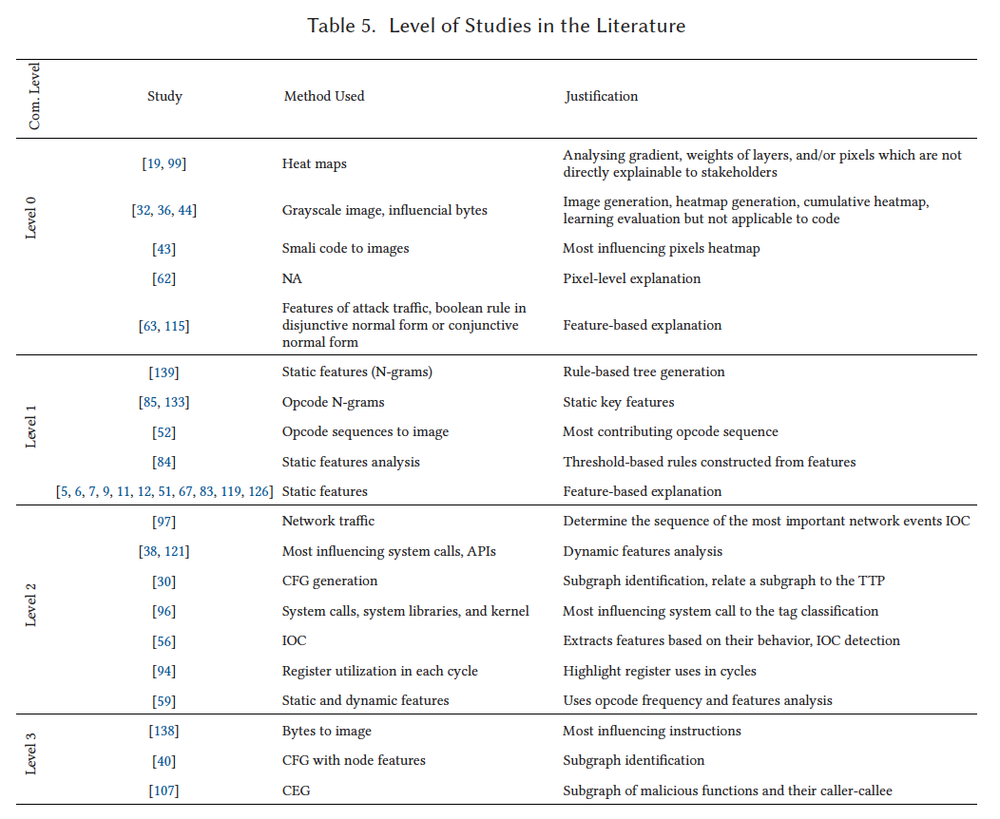 Table 5. Level of Studies in the Literature
Com. Level
Study
Method Used
Justification
Level 0
[19, 99]
Heat maps
Analysing gradient, weights of layers, and/or pixels which are not
directly explainable to stakeholders
[32, 36, 44]
Grayscale image, influencial bytes
Image generation, heatmap generation, cumulative heatmap,
learning evaluation but not applicable to code
[43]
Smali code to images
Most influencing pixels heatmap
[62]
NA
Pixel-level explanation
[63, 115]
Features of attack traffic, boolean rule in
disjunctive normal form or conjunctive
normal form
Feature-based explanation
Level 1
[139]
Static features (N-grams)
Rule-based tree generation
[85, 133]
Opcode N-grams
Static key features
[52]
Opcode sequences to image
Most contributing opcode sequence
[84]
Static features analysis
Threshold-based rules constructed from features
[5, 6, 7, 9, 11, 12, 51, 67, 83, 119, 126]
Static features
Feature-based explanation
Level 2
[97]
Network traffic
Determine the sequence of the most important network events IOC
[38, 121]
Most influencing system calls, APIs
Dynamic features analysis
[30]
CFG generation
Subgraph identification, relate a subgraph to the TTP
[96]
System calls, system libraries, and kernel
Most influencing system call to the tag classification
[56]
IOC
Extracts features based on their behavior, IOC detection
[94]
Register utilization in each cycle
Highlight register uses in cycles
[59]
Static and dynamic features
Uses opcode frequency and features analysis
Level 3
[138]
Bytes to image
Most influencing instructions
[40]
CFG with node features
Subgraph identification
[107]
CEG
Subgraph of malicious functions and their caller-callee